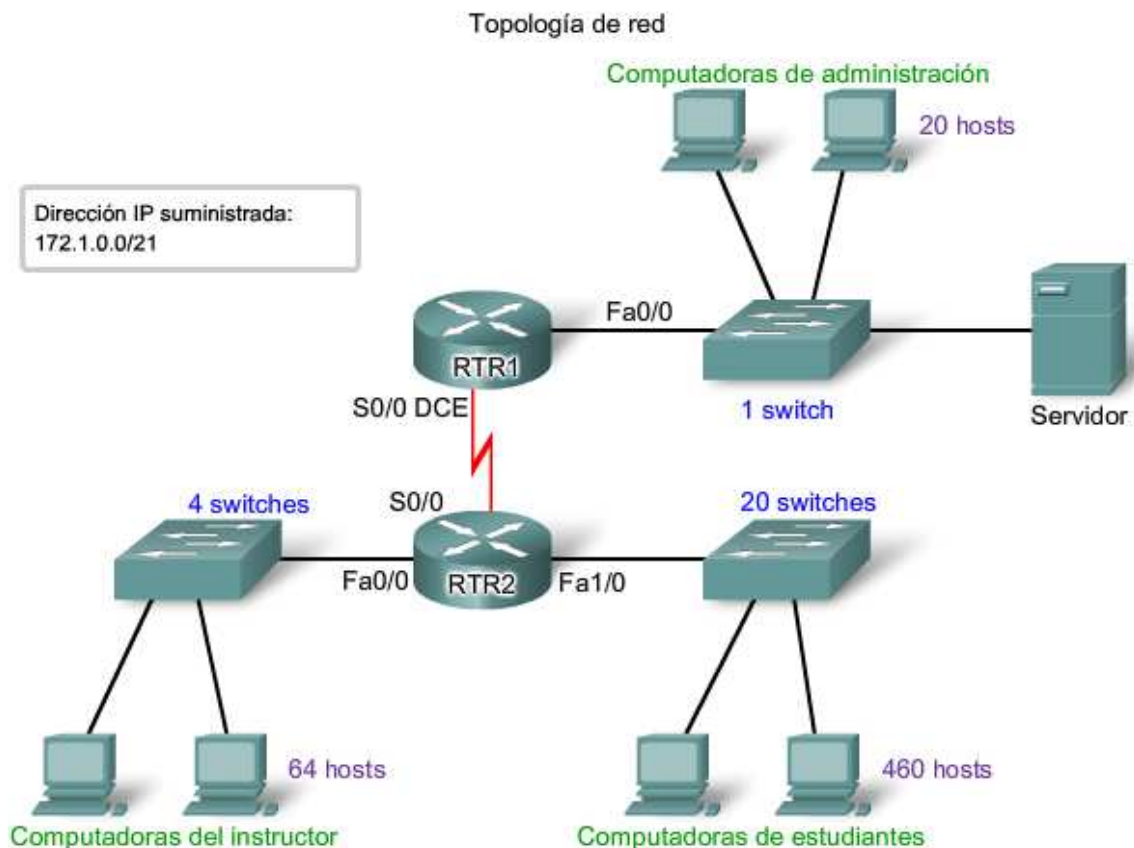 Topología de red
Computadoras de administración
20 hosts
Dirección IP suministrada:
172.1.0.0/21
Fa0/0
RTR1
S0/0 DCE
1 switch
Servidor
4 switches
S0/0
20 switches
Fa0/0
RTR2
Fa1/0
64 hosts
460 hosts
Computadoras del instructor
Computadoras de estudiantes